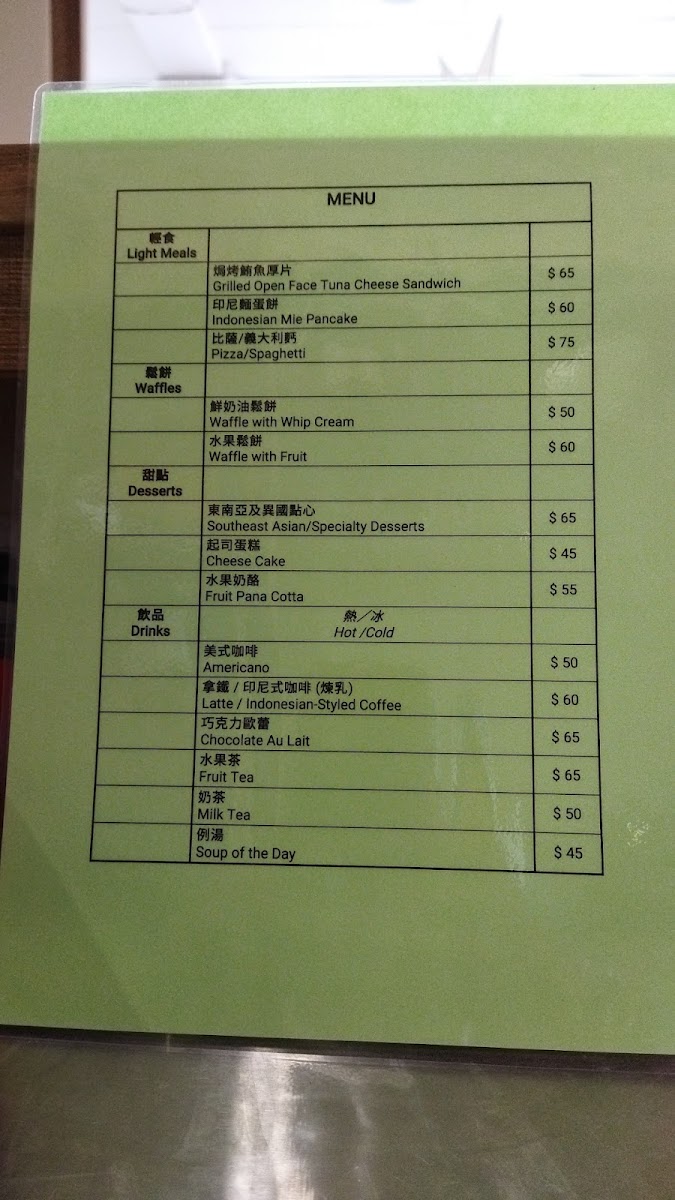 MENU
輕食
Light Meals
焗烤鮪魚厚片
Grilled Open Face Tuna Cheese Sandwich
$ 65
印尼麵蛋餅
Indonesian Mie Pancake
$ 60
比薩/義大利麪
Pizza/Spaghetti
$ 75
鬆餅
Waffles
鮮奶油鬆餅
Waffle with Whip Cream
$ 50
水果鬆餅
Waffle with Fruit
$ 60
甜點
Desserts
東南亞及異國點心
Southeast Asian/Specialty Desserts
$ 65
起司蛋糕
Cheese Cake
$ 45
水果奶酪
Fruit Pana Cotta
$ 55
飲品
Drinks
熱／冰
Hot /Cold
美式咖啡
Americano
$ 50
拿鐵 / 印尼式咖啡 (煉乳)
Latte / Indonesian-Styled Coffee
$ 60
巧克力歐蕾
Chocolate Au Lait
$ 65
水果茶
Fruit Tea
$ 65
奶茶
Milk Tea
$ 50
例湯
Soup of the Day
$ 45